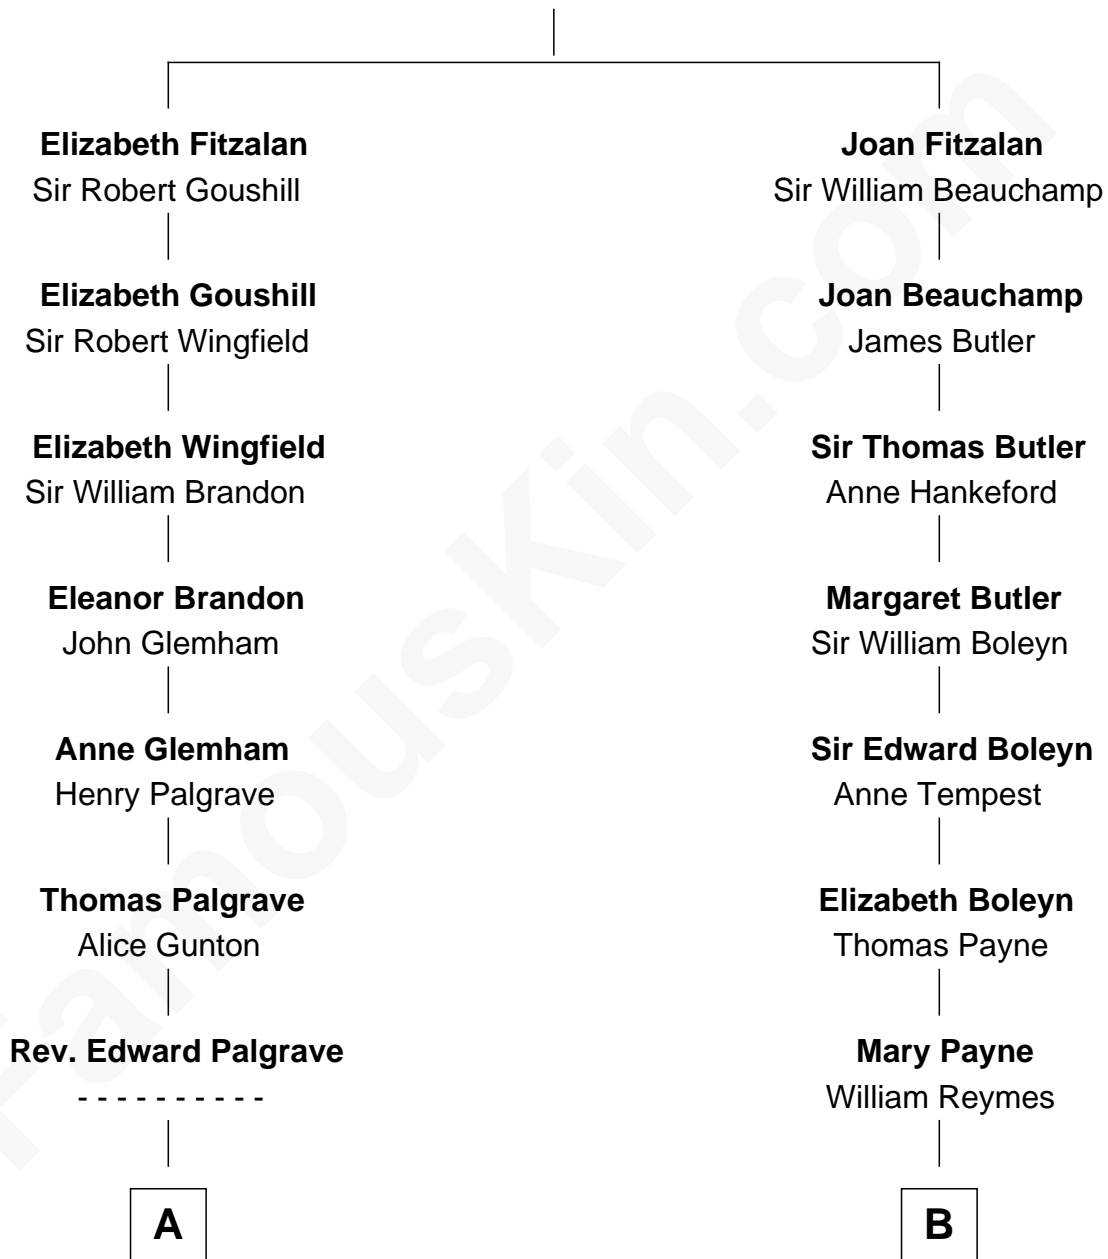 Elizabeth Fitzalan
Sir Robert Goushill
Elizabeth Goushill
Sir Robert Wingfield
Elizabeth Wingfield
Sir William Brandon
Eleanor Brandon
John Glemham
Anne Glemham
Henry Palgrave
Thomas Palgrave
Alice Gunton
Rev. Edward Palgrave
- - - - - - - - - -
A
Joan Fitzalan
Sir William Beauchamp
Joan Beauchamp
James Butler
Sir Thomas Butler
Anne Hankeford
Margaret Butler
Sir William Boleyn
Sir Edward Boleyn
Anne Tempest
Elizabeth Boleyn
Thomas Payne
Mary Payne
William Reymes
B
FamousKin.com